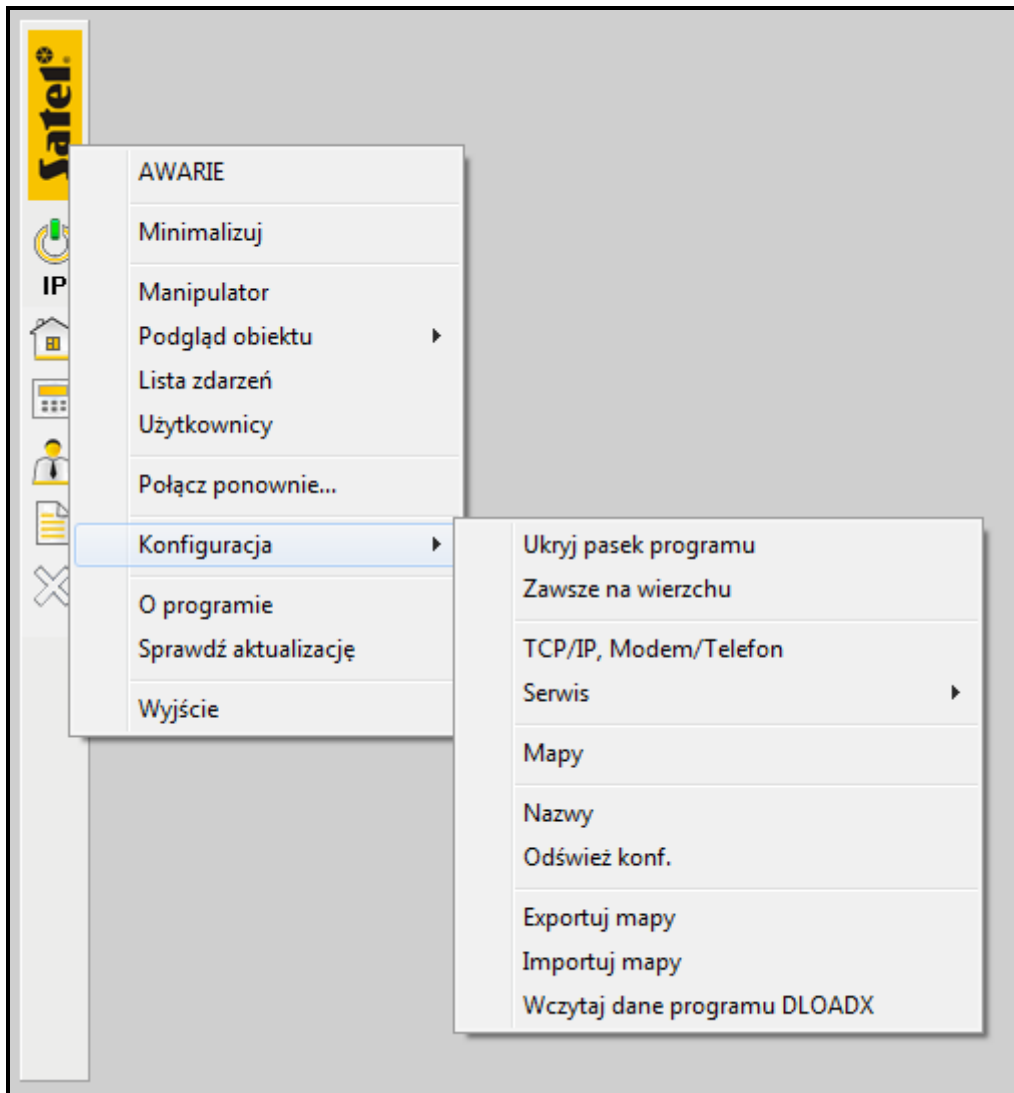 Satel®
IP
AWARIE
Minimalizuj
Manipulator
Podgląd obiektu
Lista zdarzeń
Użytkownicy
Połącz ponownie...
Konfiguracja
O programie
Sprawdź aktualizację
Wyjście
Ukryj pasek programu
Zawsze na wierzchu
TCP/IP, Modem/Telefon
Serwis
Mapy
Nazwy
Odśwież konf.
Exportuj mapy
Importuj mapy
Wczytaj dane programu DLOADX